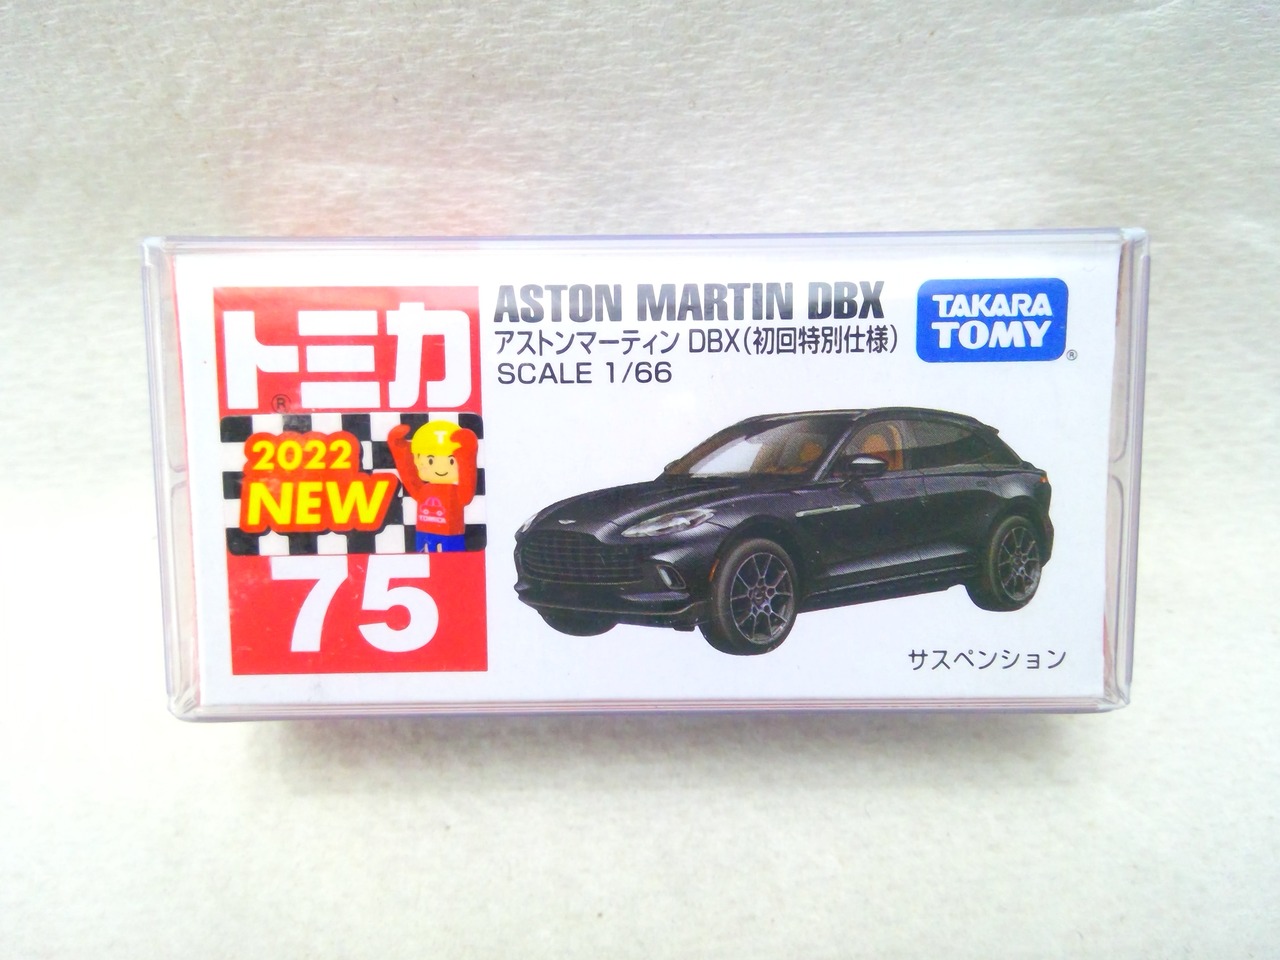 トミカ
®
2022
NEW
T
TOMICA
75
ASTON MARTIN DBX
アストンマーティン DBX(初回特別仕様)
SCALE 1/66
TAKARA
TOMY
®
サスペンション